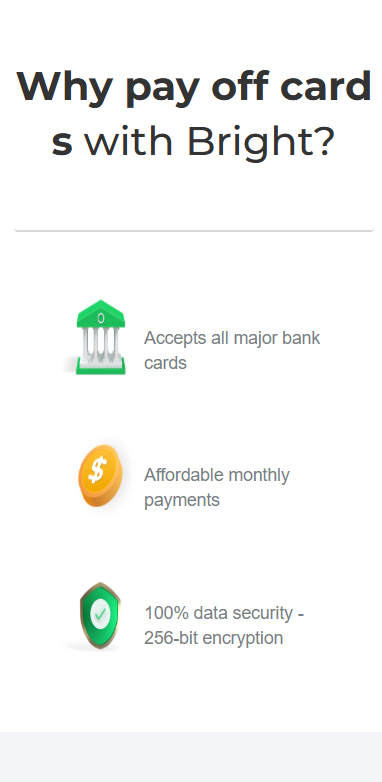 Why pay off card
s with Bright?
Accepts all major bank
cards
Affordable monthly
payments
100% data security -
256-bit encryption